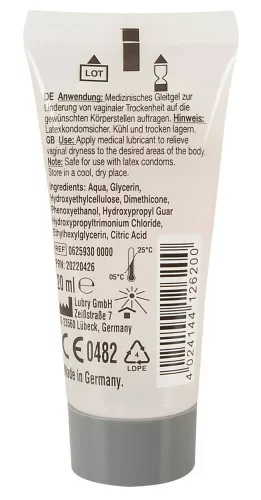 LOT
DE Anwendung: Medizinisches Gleitgel zur
Linderung von vaginaler Trockenheit auf die
gewünschten Körperstellen auftragen. Hinweis:
Latexkondomsicher. Kühl und trocken lagern.
GB Use: Apply medical lubricant to relieve
vaginal dryness to the desired areas of the body.
Note: Safe for use with latex condoms.
Store in a cool, dry place.
Ingredients: Aqua, Glycerin,
Hydroxyethylcellulose, Dimethicone,
Phenoxyethanol, Hydroxypropyl Guar
Hydroxypropyltrimonium Chloride,
Ethylhexylglycerin, Citric Acid
REF 0625930 0000
PRN: 20220426
20 ml e
05°C 25°C
Lubry GmbH
Zeißstraße 7
D-23560 Lübeck, Germany
CE 0482
4
LDPE
Made in Germany.
4 024144 126200